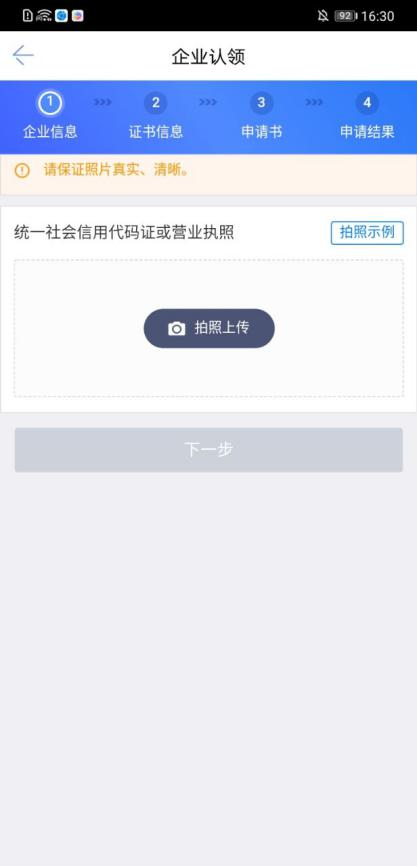 92 16:30
企业认领
1 >>> 2 >>> 3 >>> 4
企业信息 证书信息 申请书 申请结果
请保证照片真实、清晰。
统一社会信用代码证或营业执照 拍照示例
拍照上传
下一步